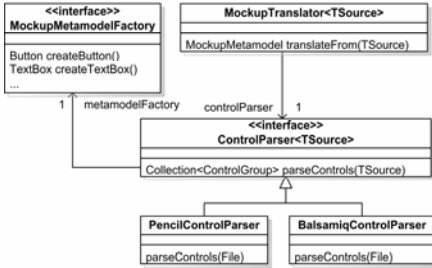 <<interface>>
MockupMetamodelFactory
Button createButton()
TextBox createTextBox()
...
MockupTranslator<TSource>
MockupMetamodel translateFrom(TSource)
1 metamodelFactory
controlParser 1
<<interface>>
ControlParser<TSource>
Collection<ControlGroup> parseControls(TSource)
PencilControlParser
parseControls(File)
BalsamiqControlParser
parseControls(File)